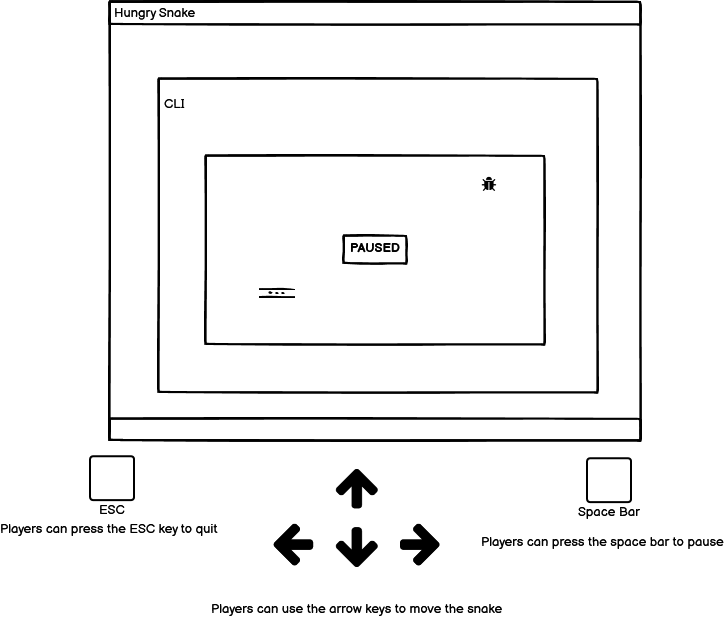 Hungry Snake
CLI
PAUSED
ESC
Space Bar
Players can press the ESC key to quit
Players can press the space bar to pause
Players can use the arrow keys to move the snake